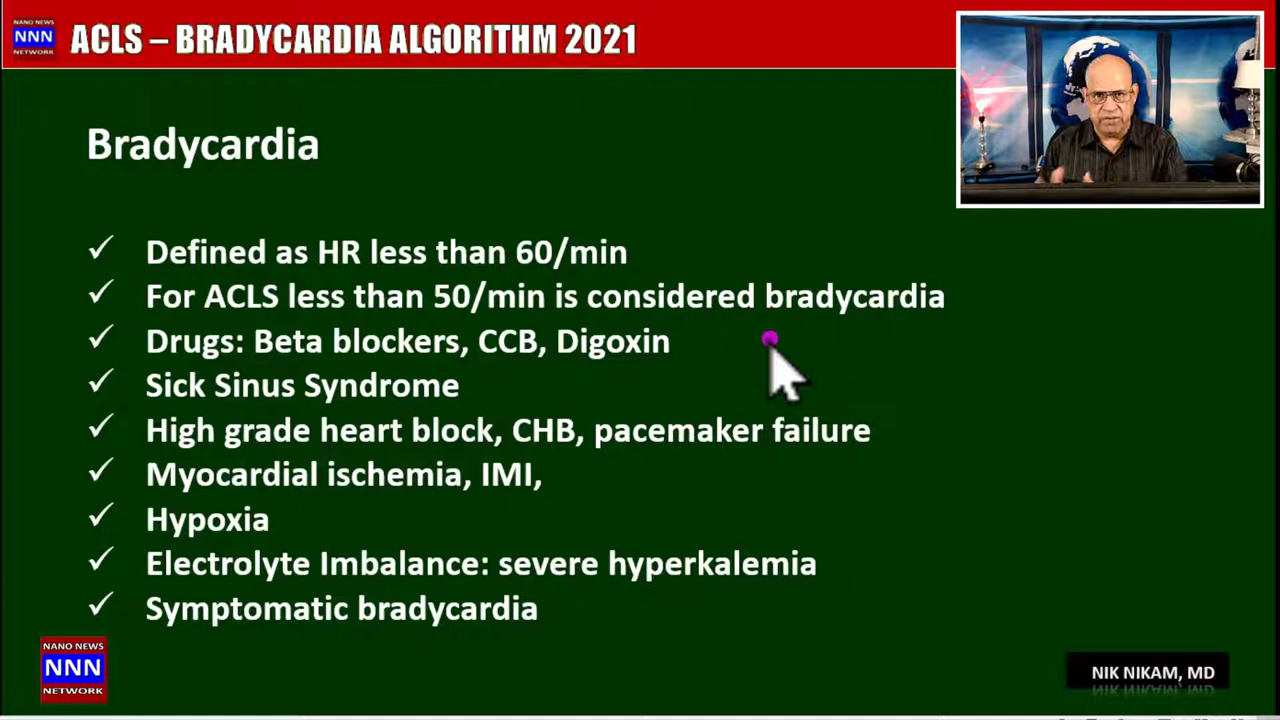 NANO NEWS
NNN
NETWORK
ACLS – BRADYCARDIA ALGORITHM 2021
Bradycardia
✓ Defined as HR less than 60/min
✓ For ACLS less than 50/min is considered bradycardia
✓ Drugs: Beta blockers, CCB, Digoxin
✓ Sick Sinus Syndrome
✓ High grade heart block, CHB, pacemaker failure
✓ Myocardial ischemia, IMI,
✓ Hypoxia
✓ Electrolyte Imbalance: severe hyperkalemia
✓ Symptomatic bradycardia
NANO NEWS
NNN
NETWORK
NIK NIKAM, MD